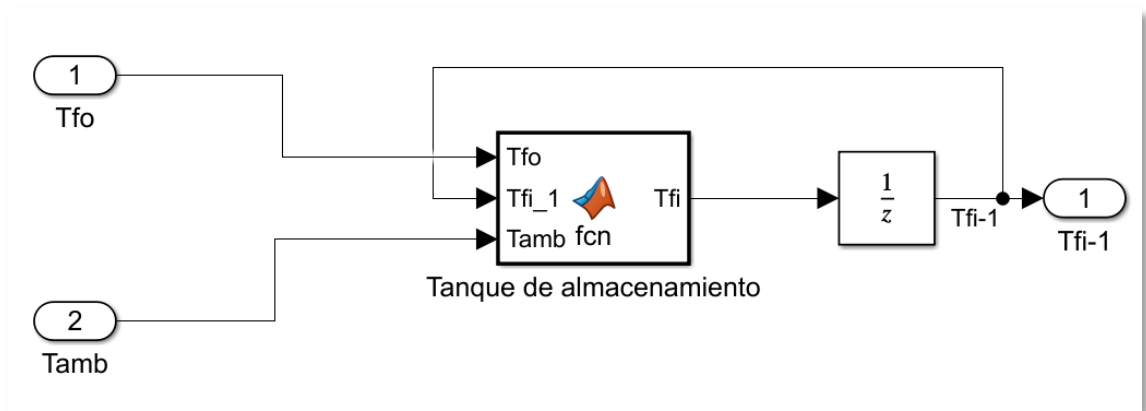 1
Tfo
Tfo
Tfi_1
Tfi
Tamb
fcn
Tanque de almacenamiento
1
z
Tfi-1
1
Tfi-1
2
Tamb